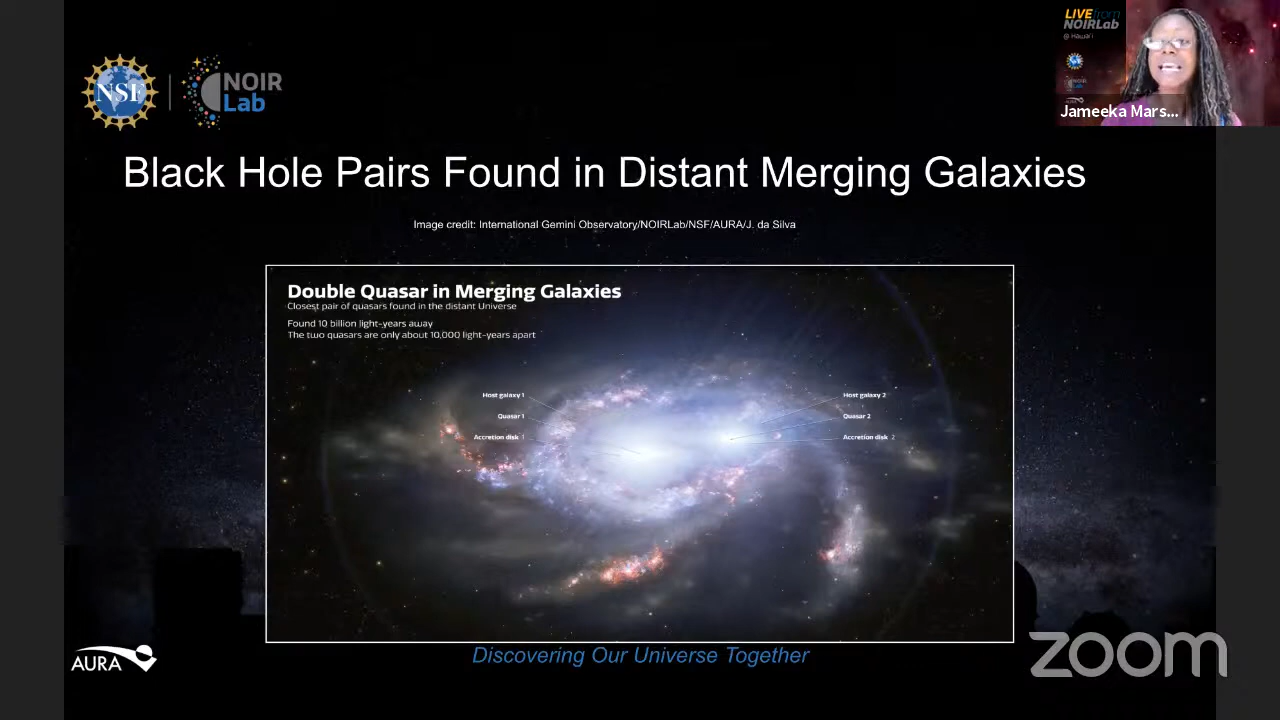 LIVE from
NOIRLab
@ Hawai'i
Jameeka Mars...
NSF
NOIR
Lab
Black Hole Pairs Found in Distant Merging Galaxies
Image credit: International Gemini Observatory/NOIRLab/NSF/AURA/J. da Silva
Double Quasar in Merging Galaxies
Closest pair of quasars found in the distant Universe
Found 10 billion light-years away
The two quasars are only about 10,000 light-years apart
Host galaxy 1
Host galaxy 2
Quasar 1
Quasar 2
Accretion disk 1
Accretion disk 2
AURA
Discovering Our Universe Together
zoom